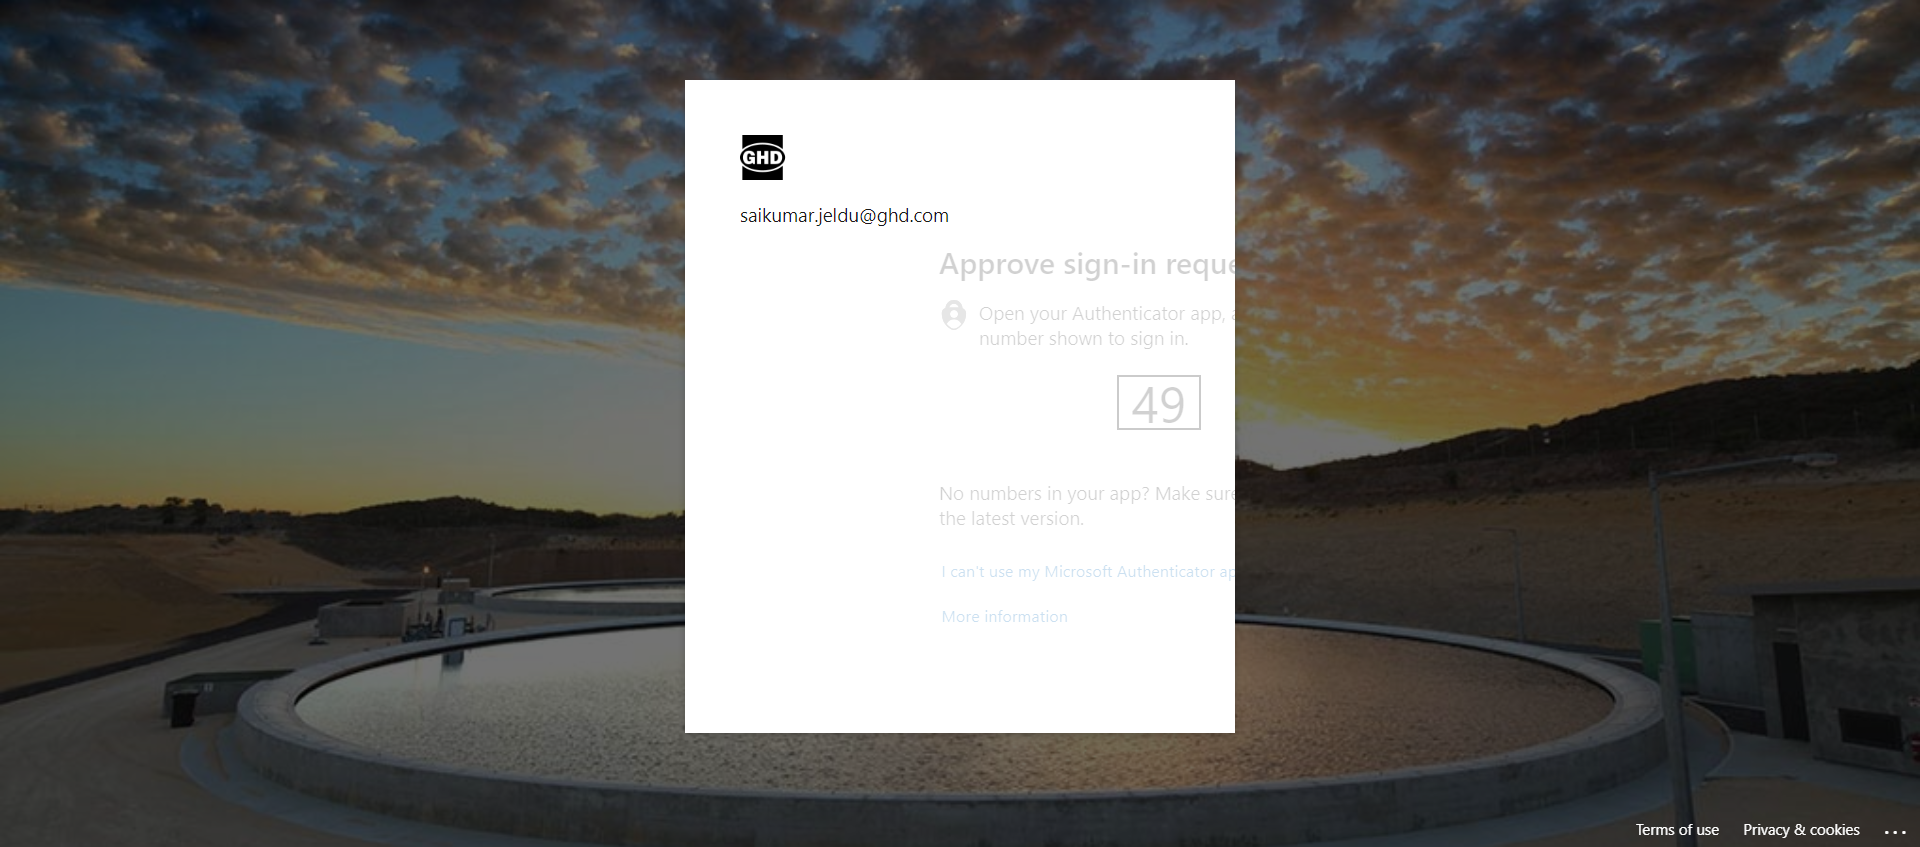 GHD
saikumar.jeldu@ghd.com
Approve sign-in reque
Open your Authenticator app,
number shown to sign in.
49
No numbers in your app? Make sure
the latest version.
I can't use my Microsoft Authenticator ap
More information
Terms of use Privacy & cookies ...